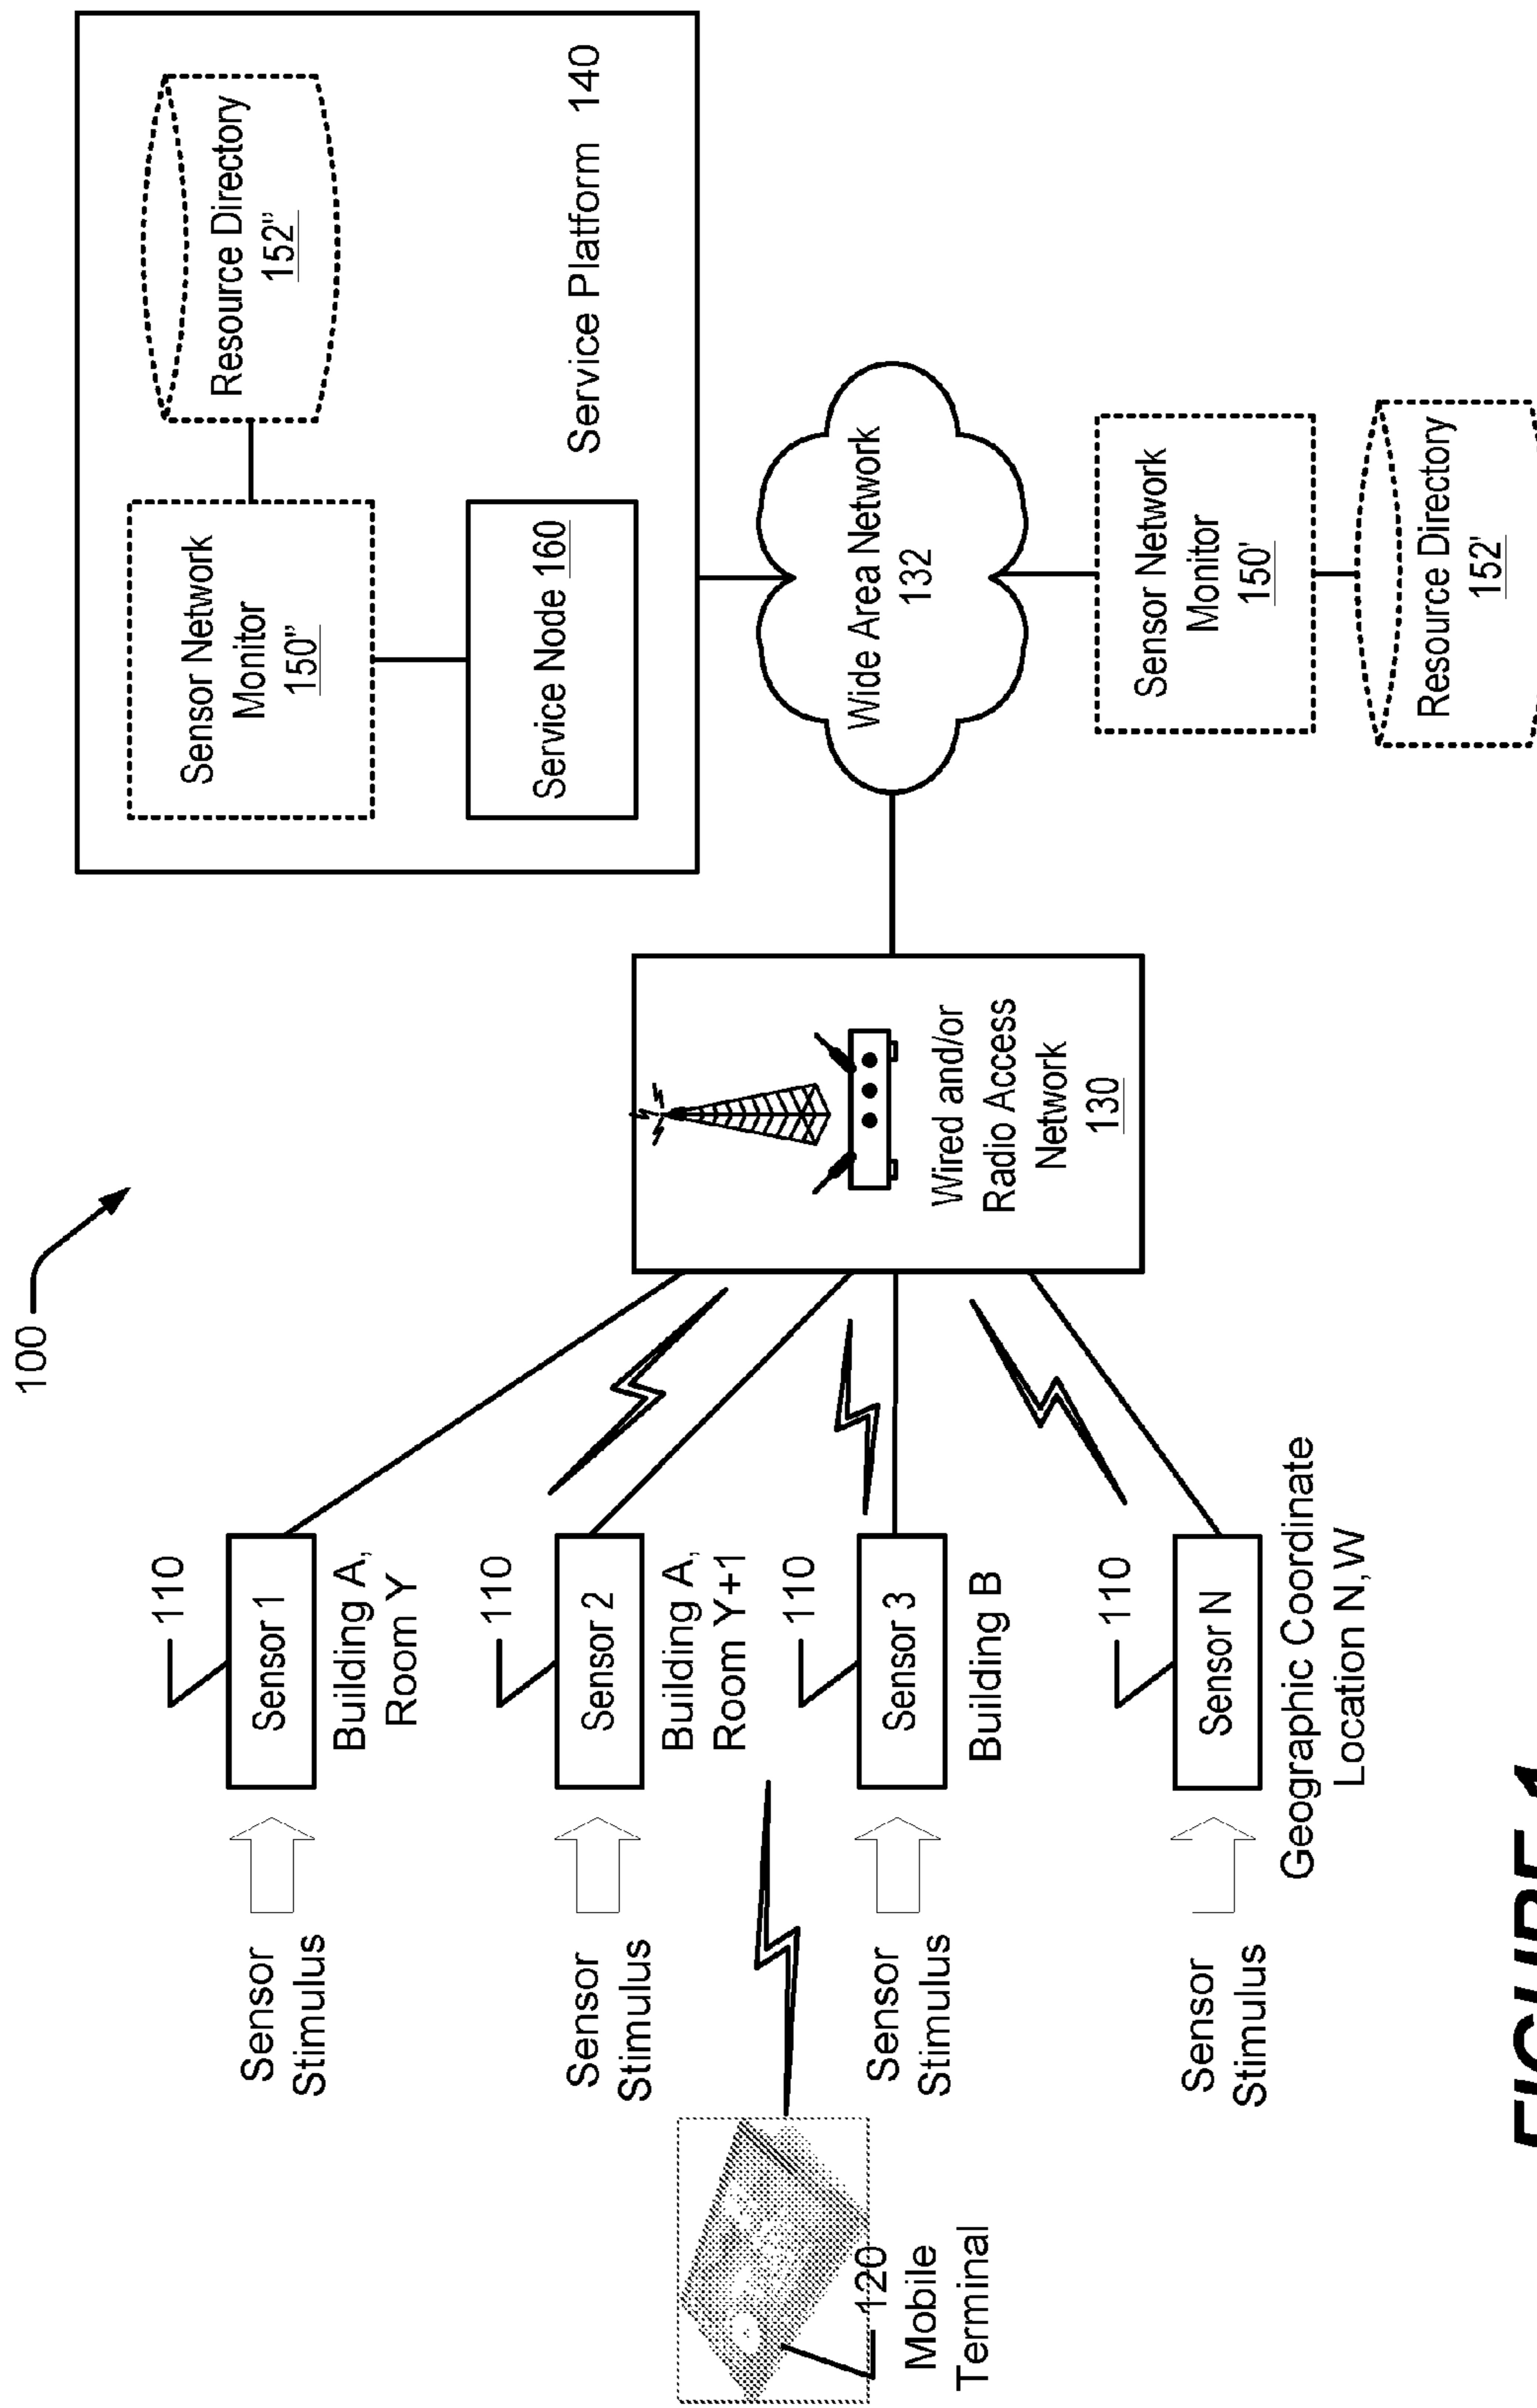 100
Sensor
Stimulus
110
Sensor 1
Building A,
Room Y
Sensor
Stimulus
110
Sensor 2
Building A,
Room Y+1
120
Mobile
Terminal
Sensor
Stimulus
110
Sensor 3
Building B
Sensor
Stimulus
110
Sensor N
Geographic Coordinate
Location N,W
Wired and/or
Radio Access
Network
130
Sensor Network
Monitor
150"
Resource Directory
152"
Service Node 160
Service Platform 140
Wide Area Network
132
Sensor Network
Monitor
150'
Resource Directory
152'
FIGURE 1